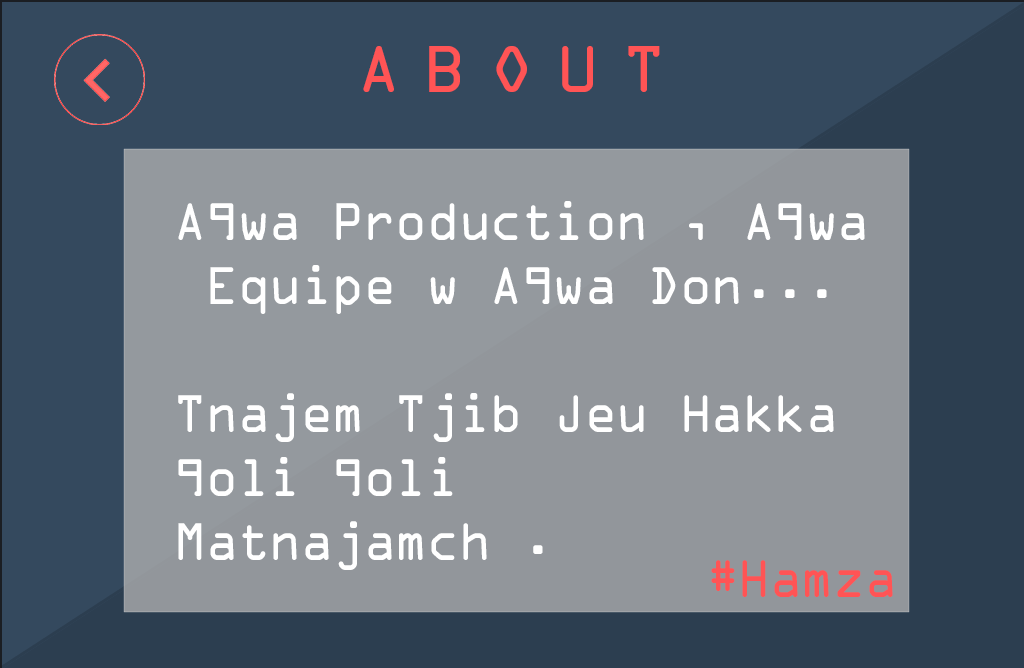 ABOUT
A9wa Production , A9wa
Equipe w A9wa Don...
Tnajem Tjib Jeu Hakka
9oli 9oli
Matnajamch .
#Hamza